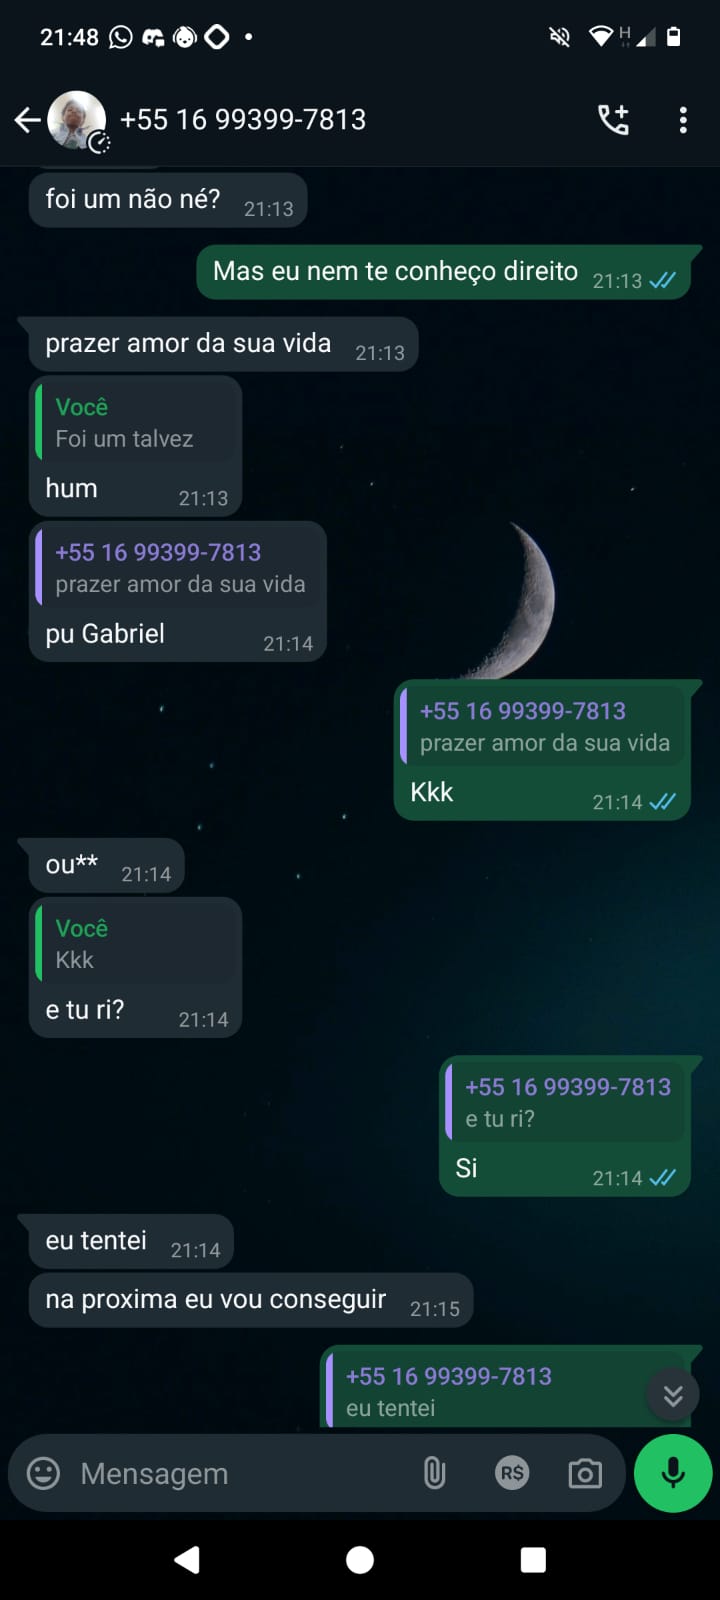 21:48
H
+55 16 99399-7813
foi um não né? 21:13
Mas eu nem te conheço direito 21:13
prazer amor da sua vida 21:13
Você
Foi um talvez
hum 21:13
+55 16 99399-7813
prazer amor da sua vida
pu Gabriel 21:14
+55 16 99399-7813
prazer amor da sua vida
Kkk 21:14
ou** 21:14
Você
Kkk
e tu ri? 21:14
+55 16 99399-7813
e tu ri?
Si 21:14
eu tentei 21:14
na proxima eu vou conseguir 21:15
+55 16 99399-7813
eu tentei
Mensagem R$